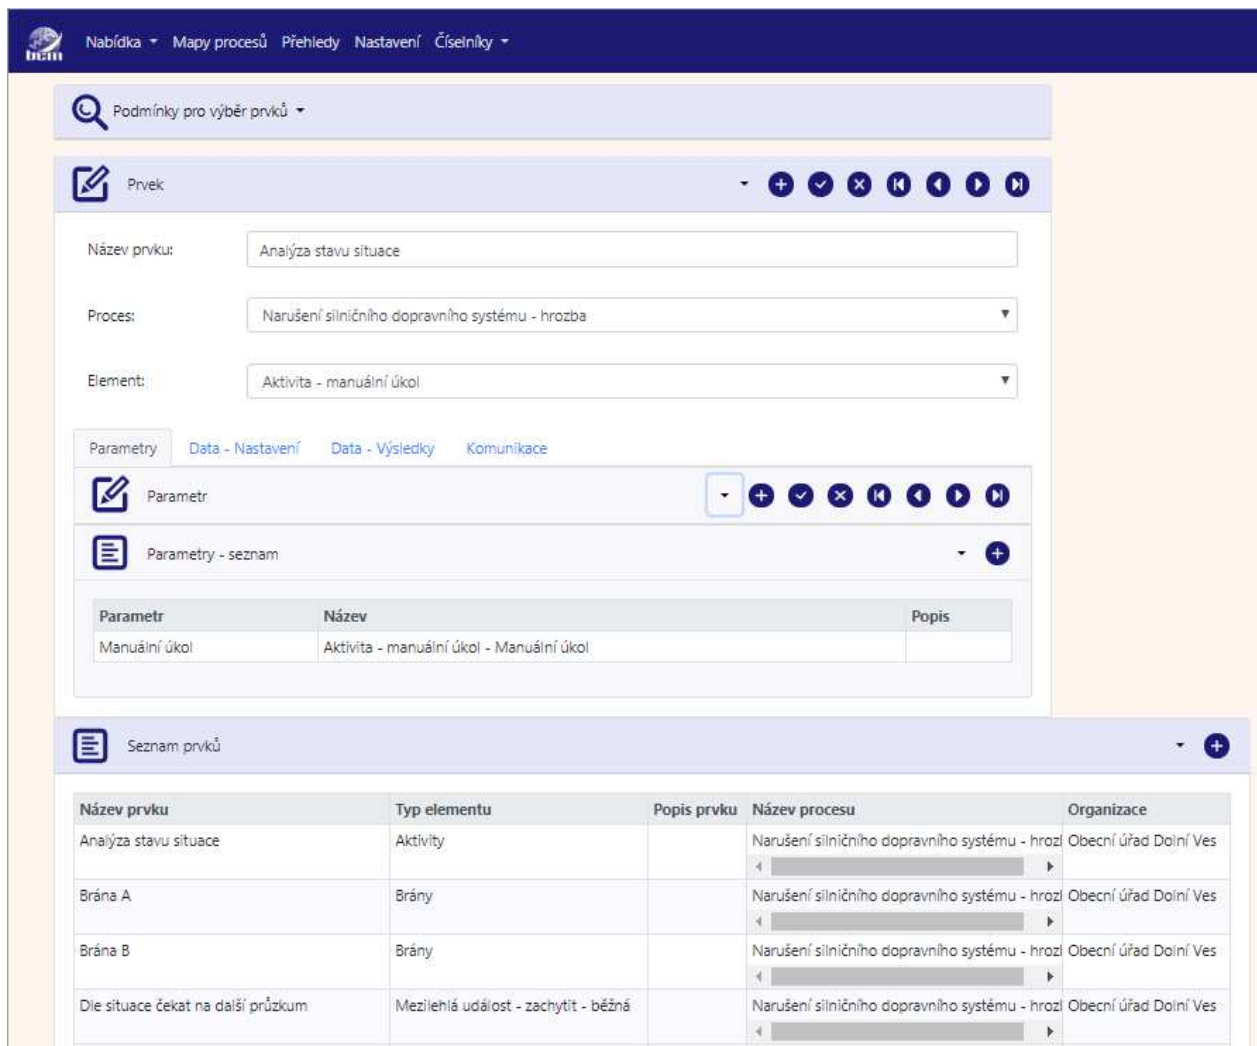 bcm
Nabídka Mapy procesů Přehledy Nastavení Číselníky
Podmínky pro výběr prvků
Prvek
Název prvku: Analýza stavu situace
Proces: Narušení silničního dopravního systému - hrozba
Element: Aktivita - manuální úkol
Parametry Data - Nastavení Data - Výsledky Komunikace
Parametr
Parametry - seznam
Parametr Název Popis
Manuální úkol Aktivita - manuální úkol - Manuální úkol
Seznam prvků
Název prvku Typ elementu Popis prvku Název procesu Organizace
Analýza stavu situace Aktivity Narušení silničního dopravního systému - hrozl Obecní úřad Dolní Ves
Brána A Brány Narušení silničního dopravního systému - hrozl Obecní úřad Dolní Ves
Brána B Brány Narušení silničního dopravního systému - hrozl Obecní úřad Dolní Ves
Dle situace čekat na další průzkum Mezilehlá událost - zachytit - běžná Narušení silničního dopravního systému - hrozl Obecní úřad Dolní Ves